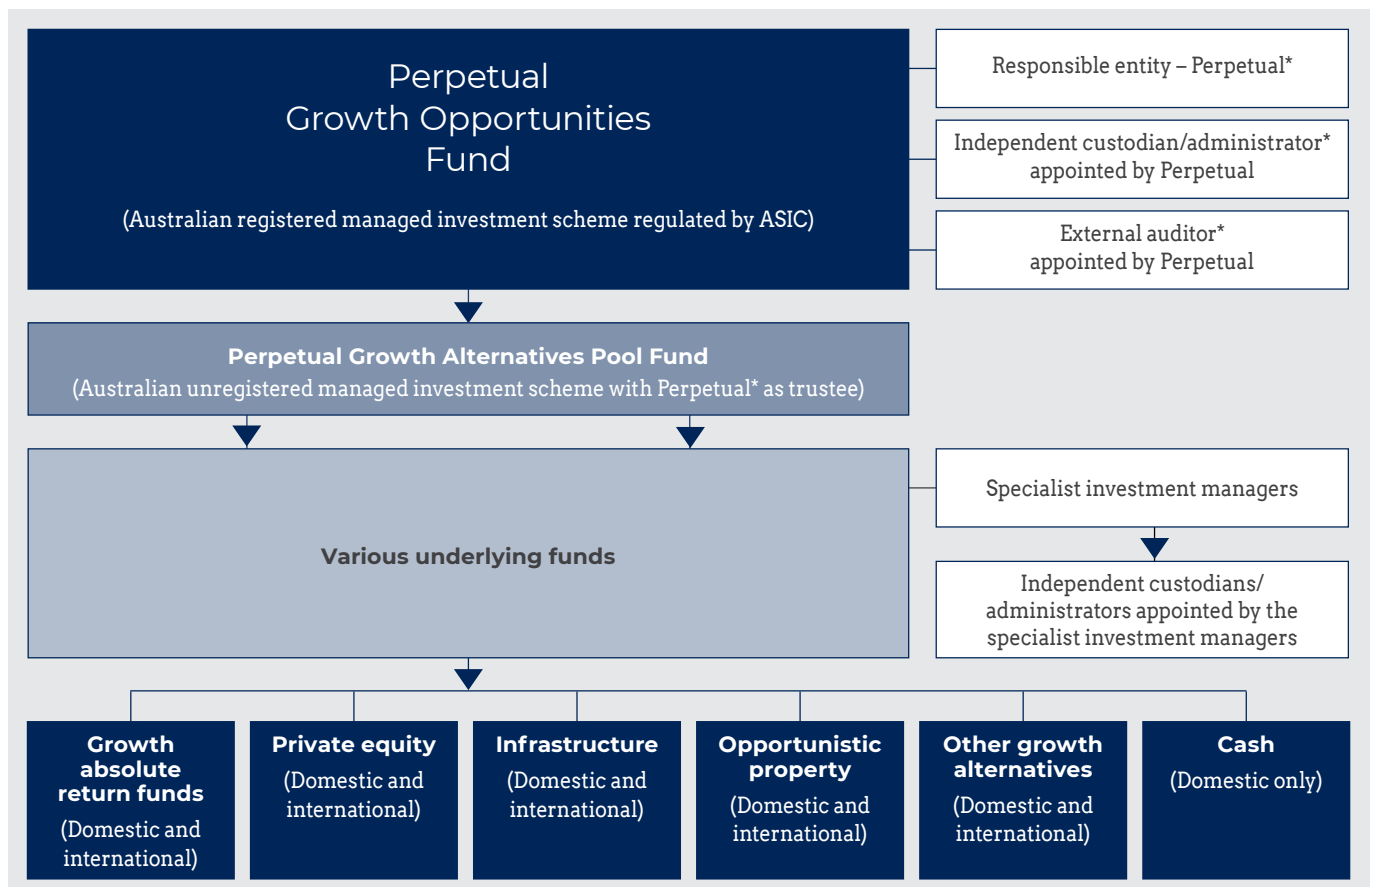 Perpetual
Growth Opportunities
Fund
(Australian registered managed investment scheme regulated by ASIC)
Responsible entity – Perpetual*
Independent custodian/administrator*
appointed by Perpetual
External auditor*
appointed by Perpetual
Perpetual Growth Alternatives Pool Fund
(Australian unregistered managed investment scheme with Perpetual* as trustee)
Various underlying funds
Specialist investment managers
Independent custodians/
administrators appointed by the
specialist investment managers
Growth
absolute
return funds
(Domestic and
international)
Private equity
(Domestic and
international)
Infrastructure
(Domestic and
international)
Opportunistic
property
(Domestic and
international)
Other growth
alternatives
(Domestic and
international)
Cash
(Domestic only)